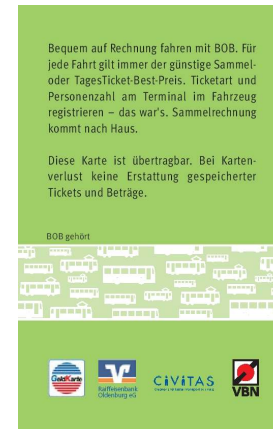 Bequem auf Rechnung fahren mit BOB. Für
jede Fahrt gilt immer der günstige Sammel-
oder TagesTicket-Best-Preis. Ticketart und
Personenzahl am Terminal im Fahrzeug
registrieren – das war's. Sammelrechnung
kommt nach Haus.
Diese Karte ist übertragbar. Bei Karten-
verlust keine Erstattung gespeicherter
Tickets und Beträge.
BOB gehört
GeldKarte
Raiffeisenbank
Oldenburg eG
CiViTAS
VBN